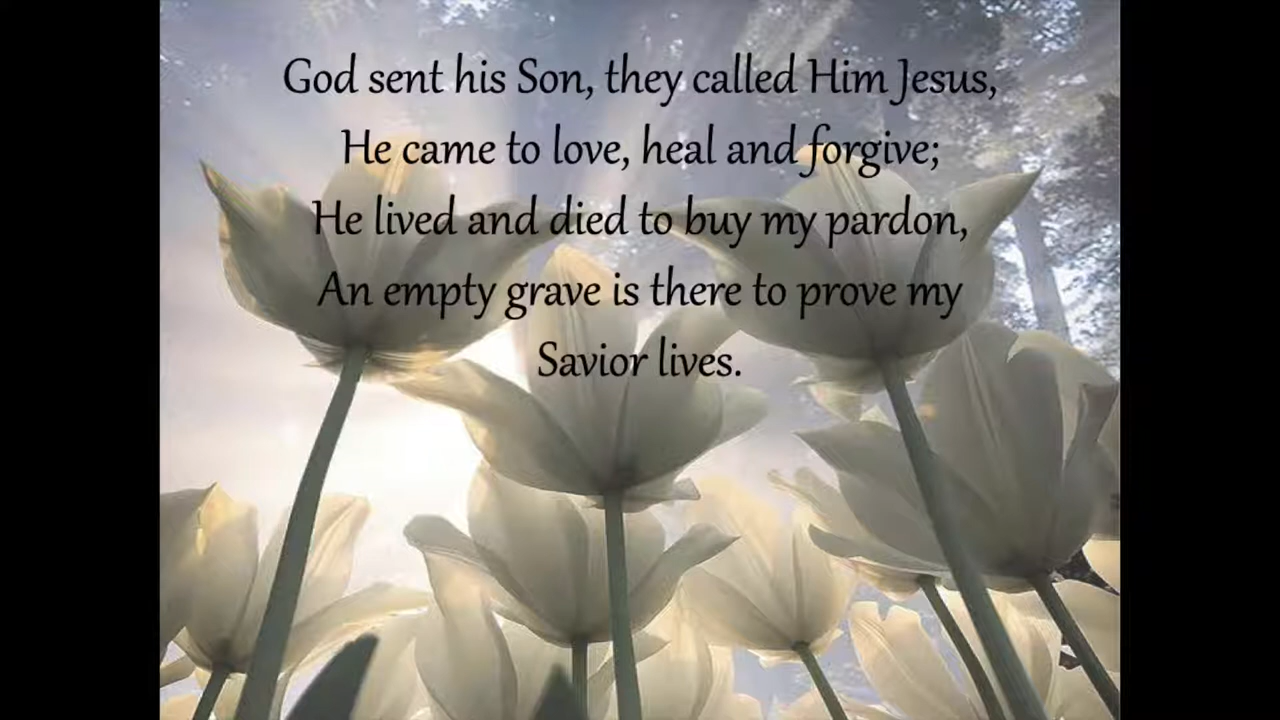 God sent his Son, they called Him Jesus,
He came to love, heal and forgive;
He lived and died to buy my pardon,
An empty grave is there to prove my
Savior lives.